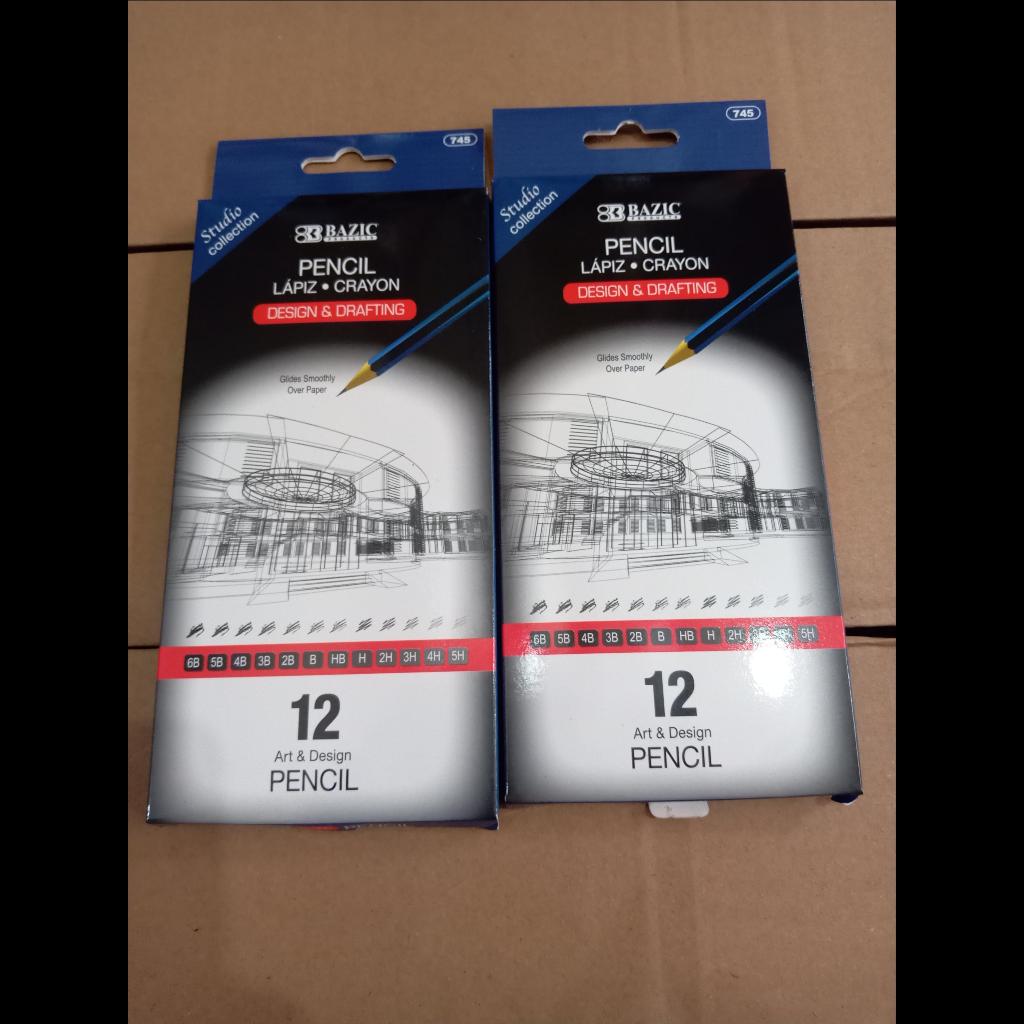 745
Studio
collection
BAZIC
PRODUCTS
PENCIL
LÁPIZ • CRAYON
DESIGN & DRAFTING
Glides Smoothly
Over Paper
6B 5B 4B 3B 2B B HB H 2H 3H 4H 5H
12
Art & Design
PENCIL
745
Studio
collection
BAZIC
PRODUCTS
PENCIL
LÁPIZ • CRAYON
DESIGN & DRAFTING
Glides Smoothly
Over Paper
6B 5B 4B 3B 2B B HB H 2H 5H
12
Art & Design
PENCIL